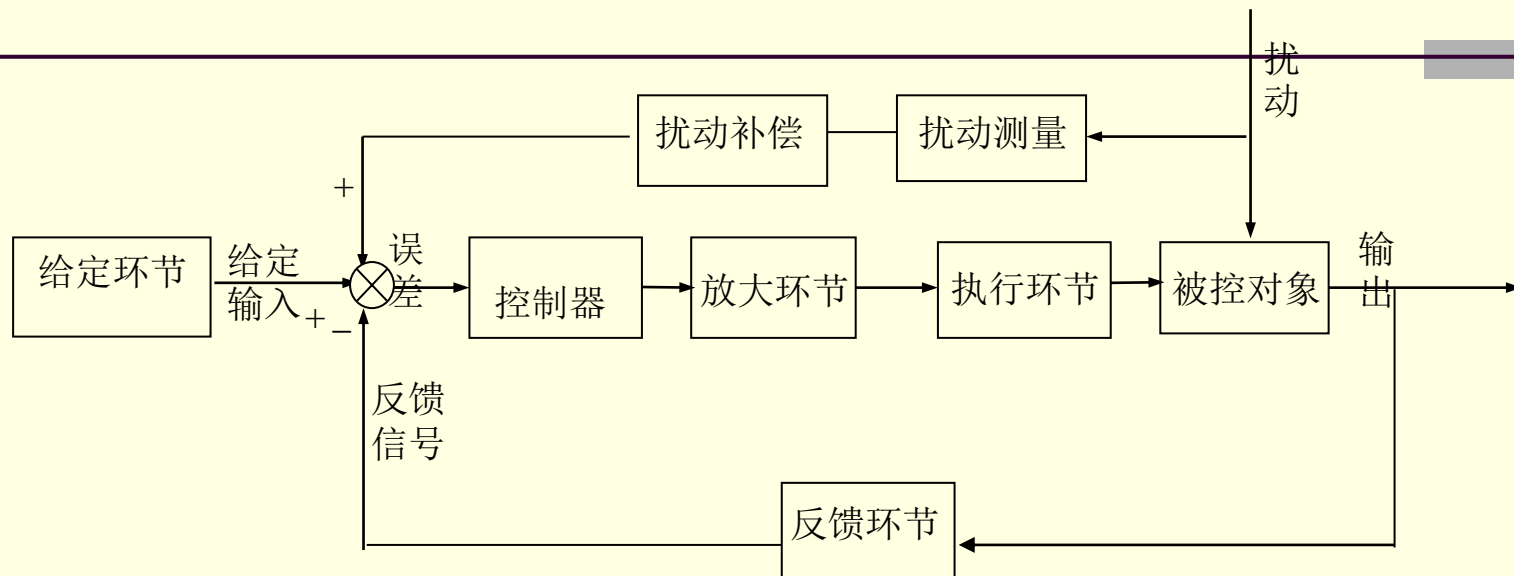 扰
动
扰动补偿
扰动测量
+
给定环节
给定
输入
+
−
误
差
控制器
放大环节
执行环节
被控对象
输
出
反馈
信号
反馈环节